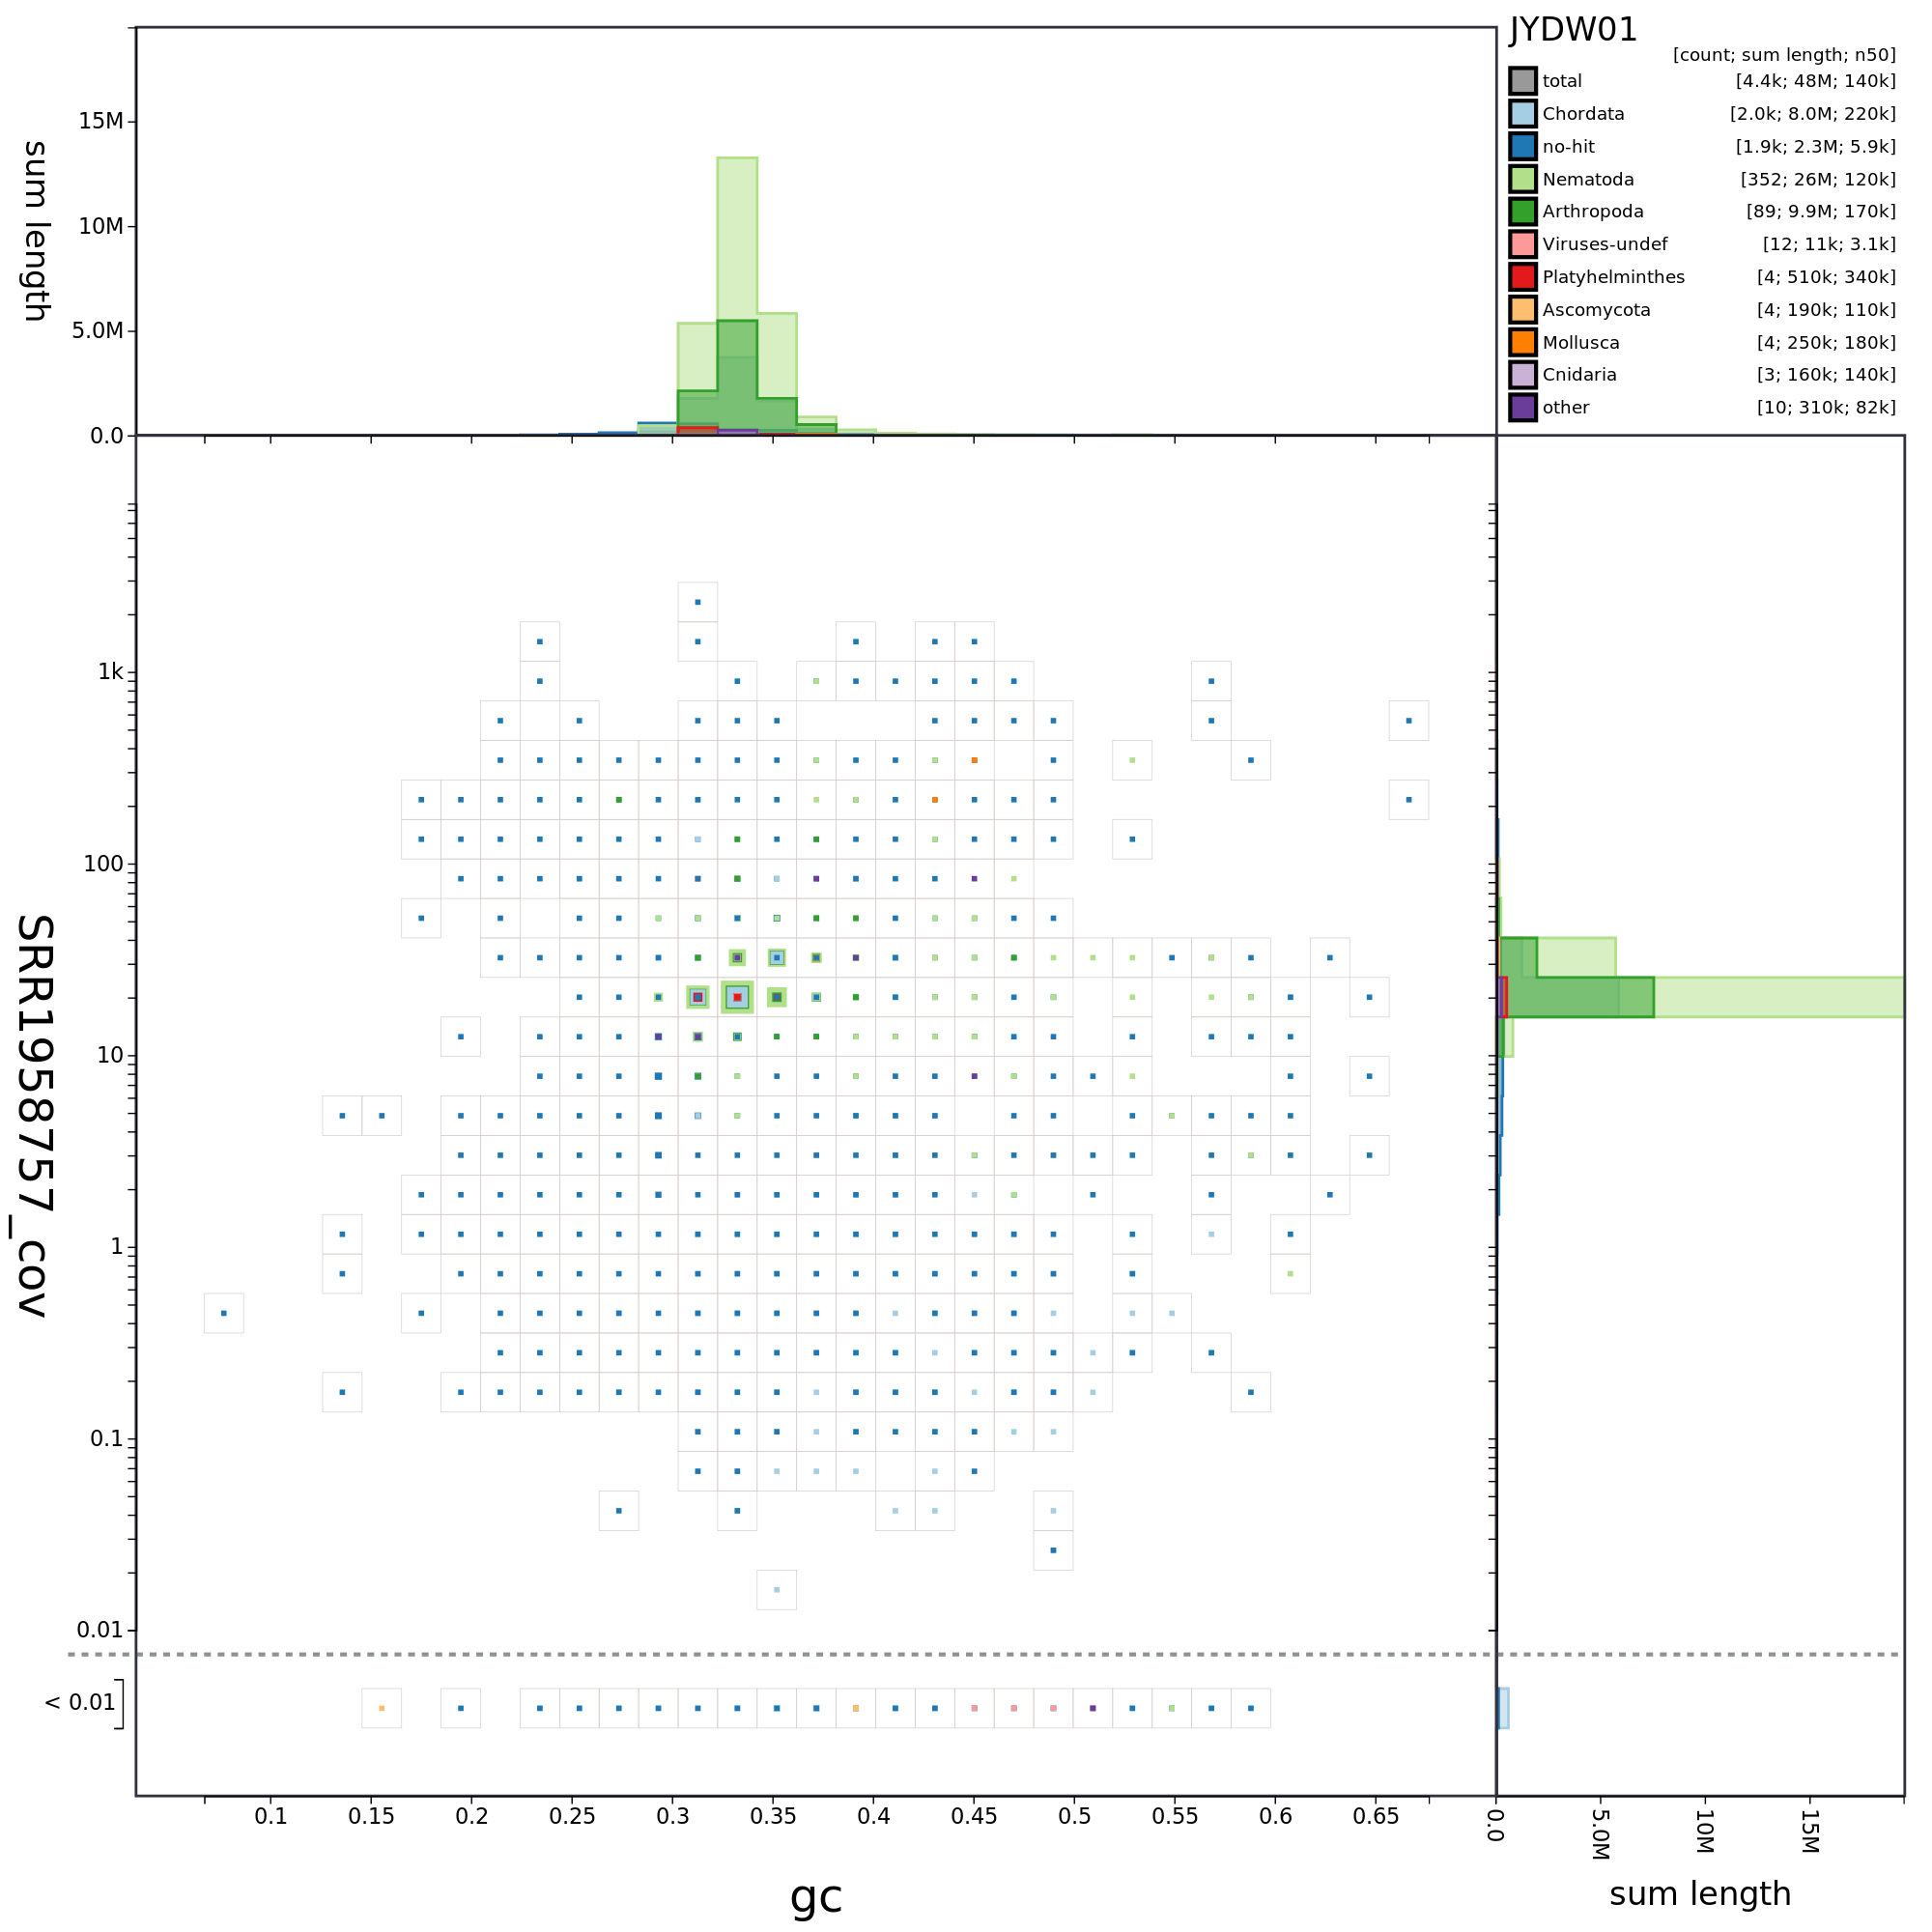 JYDW01
[count; sum length; n50]
total [4.4k; 48M; 140k]
Chordata [2.0k; 8.0M; 220k]
no-hit [1.9k; 2.3M; 5.9k]
Nematoda [352; 26M; 120k]
Arthropoda [89; 9.9M; 170k]
Viruses-undef [12; 11k; 3.1k]
Platyhelminthes [4; 510k; 340k]
Ascomycota [4; 190k; 110k]
Mollusca [4; 250k; 180k]
Cnidaria [3; 160k; 140k]
other [10; 310k; 82k]
sum length
15M
10M
5.0M
0.0
SRR1958757_cov
1k
100
10
1
0.1
0.01
< 0.01
0.1 0.15 0.2 0.25 0.3 0.35 0.4 0.45 0.5 0.55 0.6 0.65
gc
0.0 5.0M 10M 15M
sum length